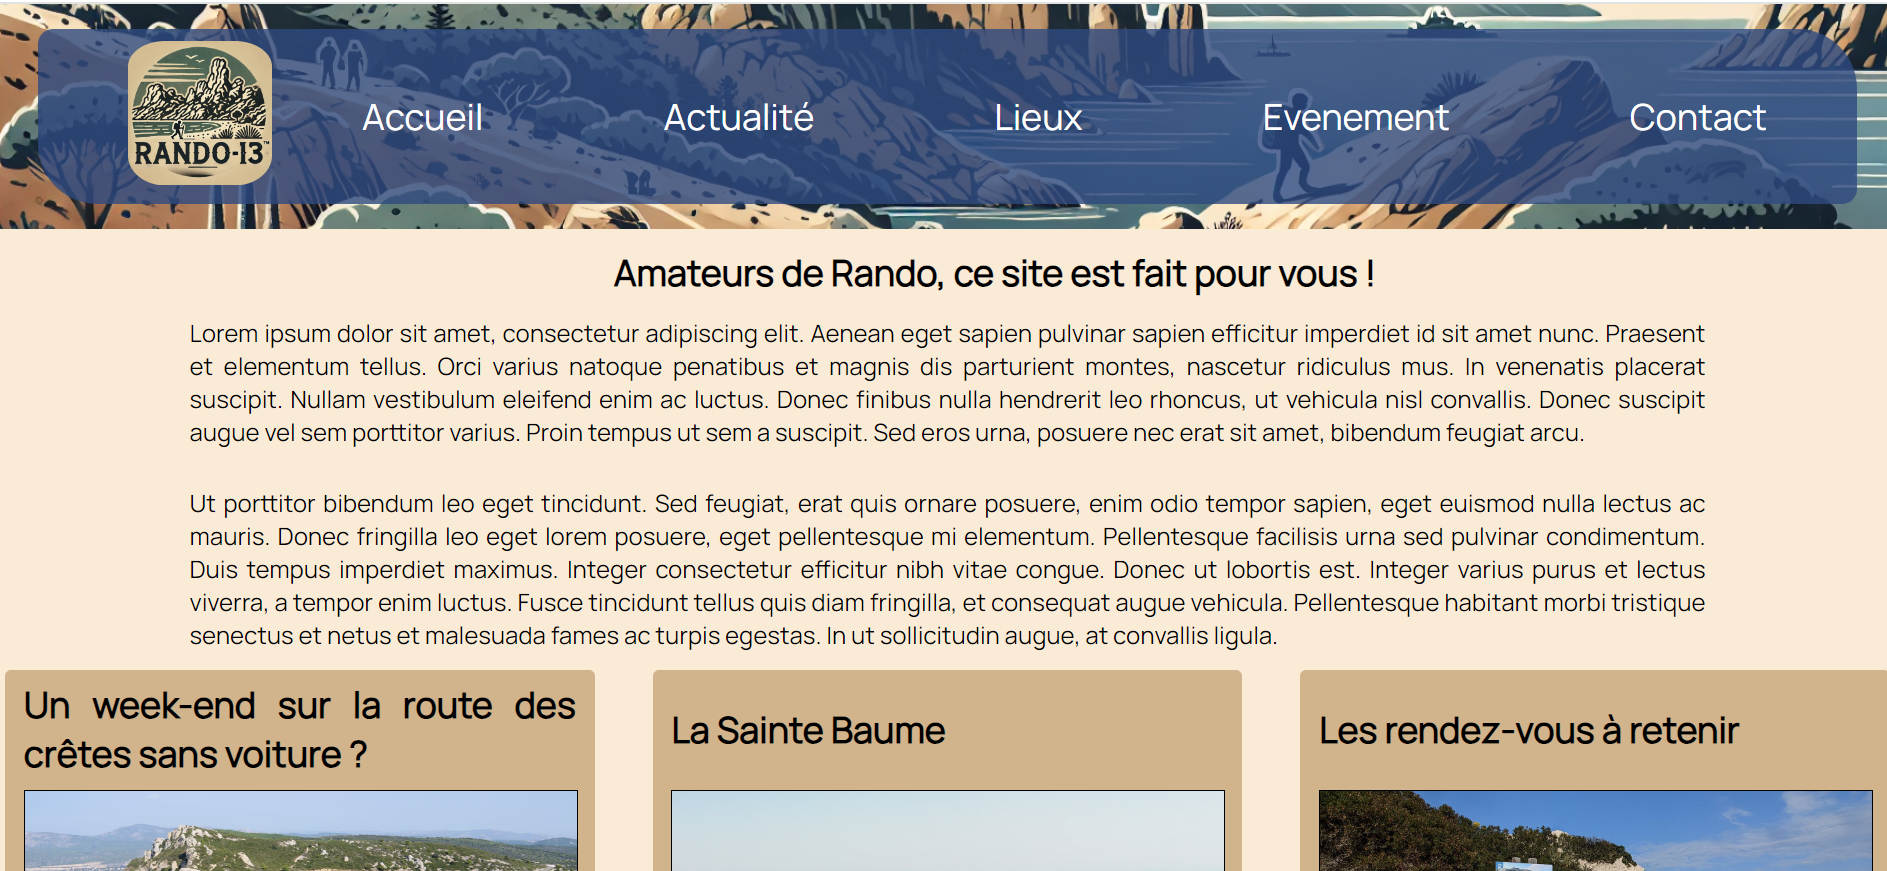 RANDO-13™
Accueil
Actualité
Lieux
Evenement
Contact
Amateurs de Rando, ce site est fait pour vous !
Lorem ipsum dolor sit amet, consectetur adipiscing elit. Aenean eget sapien pulvinar sapien efficitur imperdiet id sit amet nunc. Praesent
et elementum tellus. Orci varius natoque penatibus et magnis dis parturient montes, nascetur ridiculus mus. In venenatis placerat
suscipit. Nullam vestibulum eleifend enim ac luctus. Donec finibus nulla hendrerit leo rhoncus, ut vehicula nisl convallis. Donec suscipit
augue vel sem porttitor varius. Proin tempus ut sem a suscipit. Sed eros urna, posuere nec erat sit amet, bibendum feugiat arcu.
Ut porttitor bibendum leo eget tincidunt. Sed feugiat, erat quis ornare posuere, enim odio tempor sapien, eget euismod nulla lectus ac
mauris. Donec fringilla leo eget lorem posuere, eget pellentesque mi elementum. Pellentesque facilisis urna sed pulvinar condimentum.
Duis tempus imperdiet maximus. Integer consectetur efficitur nibh vitae congue. Donec ut lobortis est. Integer varius purus et lectus
viverra, a tempor enim luctus. Fusce tincidunt tellus quis diam fringilla, et consequat augue vehicula. Pellentesque habitant morbi tristique
senectus et netus et malesuada fames ac turpis egestas. In ut sollicitudin augue, at convallis ligula.
Un week-end sur la route des
crêtes sans voiture ?
La Sainte Baume
Les rendez-vous à retenir